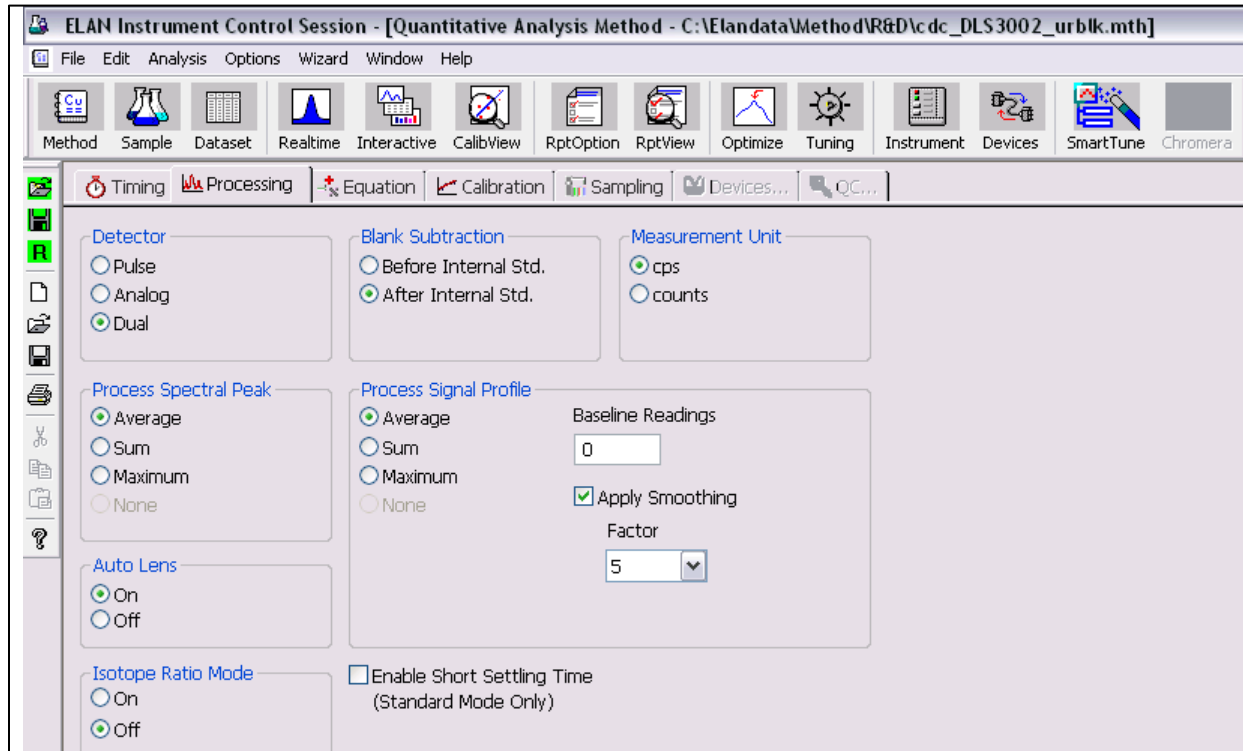 ELAN Instrument Control Session - [Quantitative Analysis Method - C:\Elandata\Method\R&D\cdc_DLS3002_urblk.mth]
File Edit Analysis Options Wizard Window Help
Cu
Method Sample Dataset Realtime Interactive CalibView RptOption RptView Optimize Tuning Instrument Devices SmartTune Chromera
Timing Processing Equation Calibration Sampling Devices... QC...
R
Detector
Pulse
Analog
Dual
Blank Subtraction
Before Internal Std.
After Internal Std.
Measurement Unit
cps
counts
Process Spectral Peak
Average
Sum
Maximum
None
Process Signal Profile
Average
Sum
Maximum
None
Baseline Readings
0
Apply Smoothing
Factor
5
Auto Lens
On
Off
Isotope Ratio Mode
On
Off
Enable Short Settling Time
(Standard Mode Only)